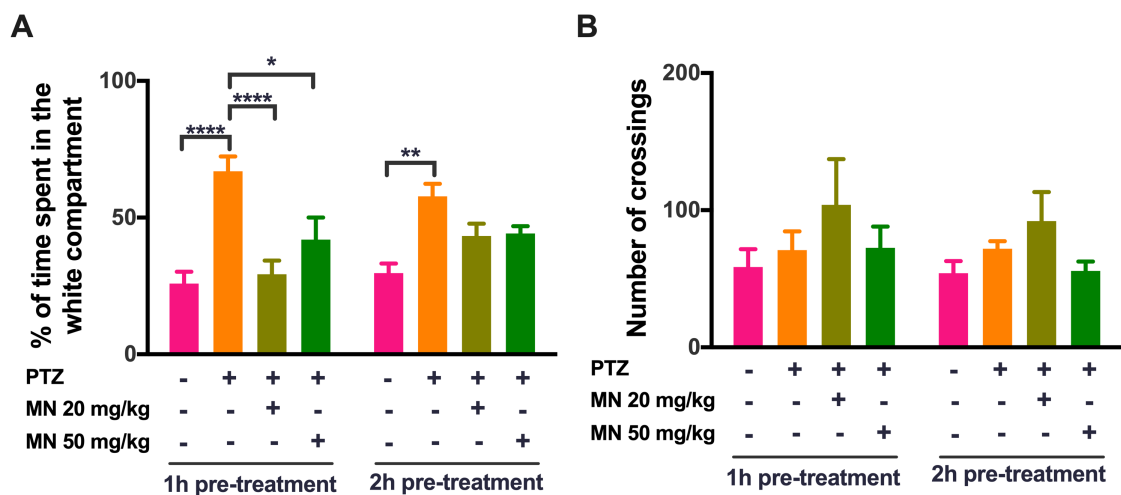 A
B
% of time spent in the
white compartment
100
50
0
****
****
*
**
PTZ - + + + - + + +
MN 20 mg/kg - - + - - - + -
MN 50 mg/kg - - - + - - - +
1h pre-treatment 2h pre-treatment
Number of crossings
200
100
0
PTZ - + + + - + + +
MN 20 mg/kg - - + - - - + -
MN 50 mg/kg - - - + - - - +
1h pre-treatment 2h pre-treatment